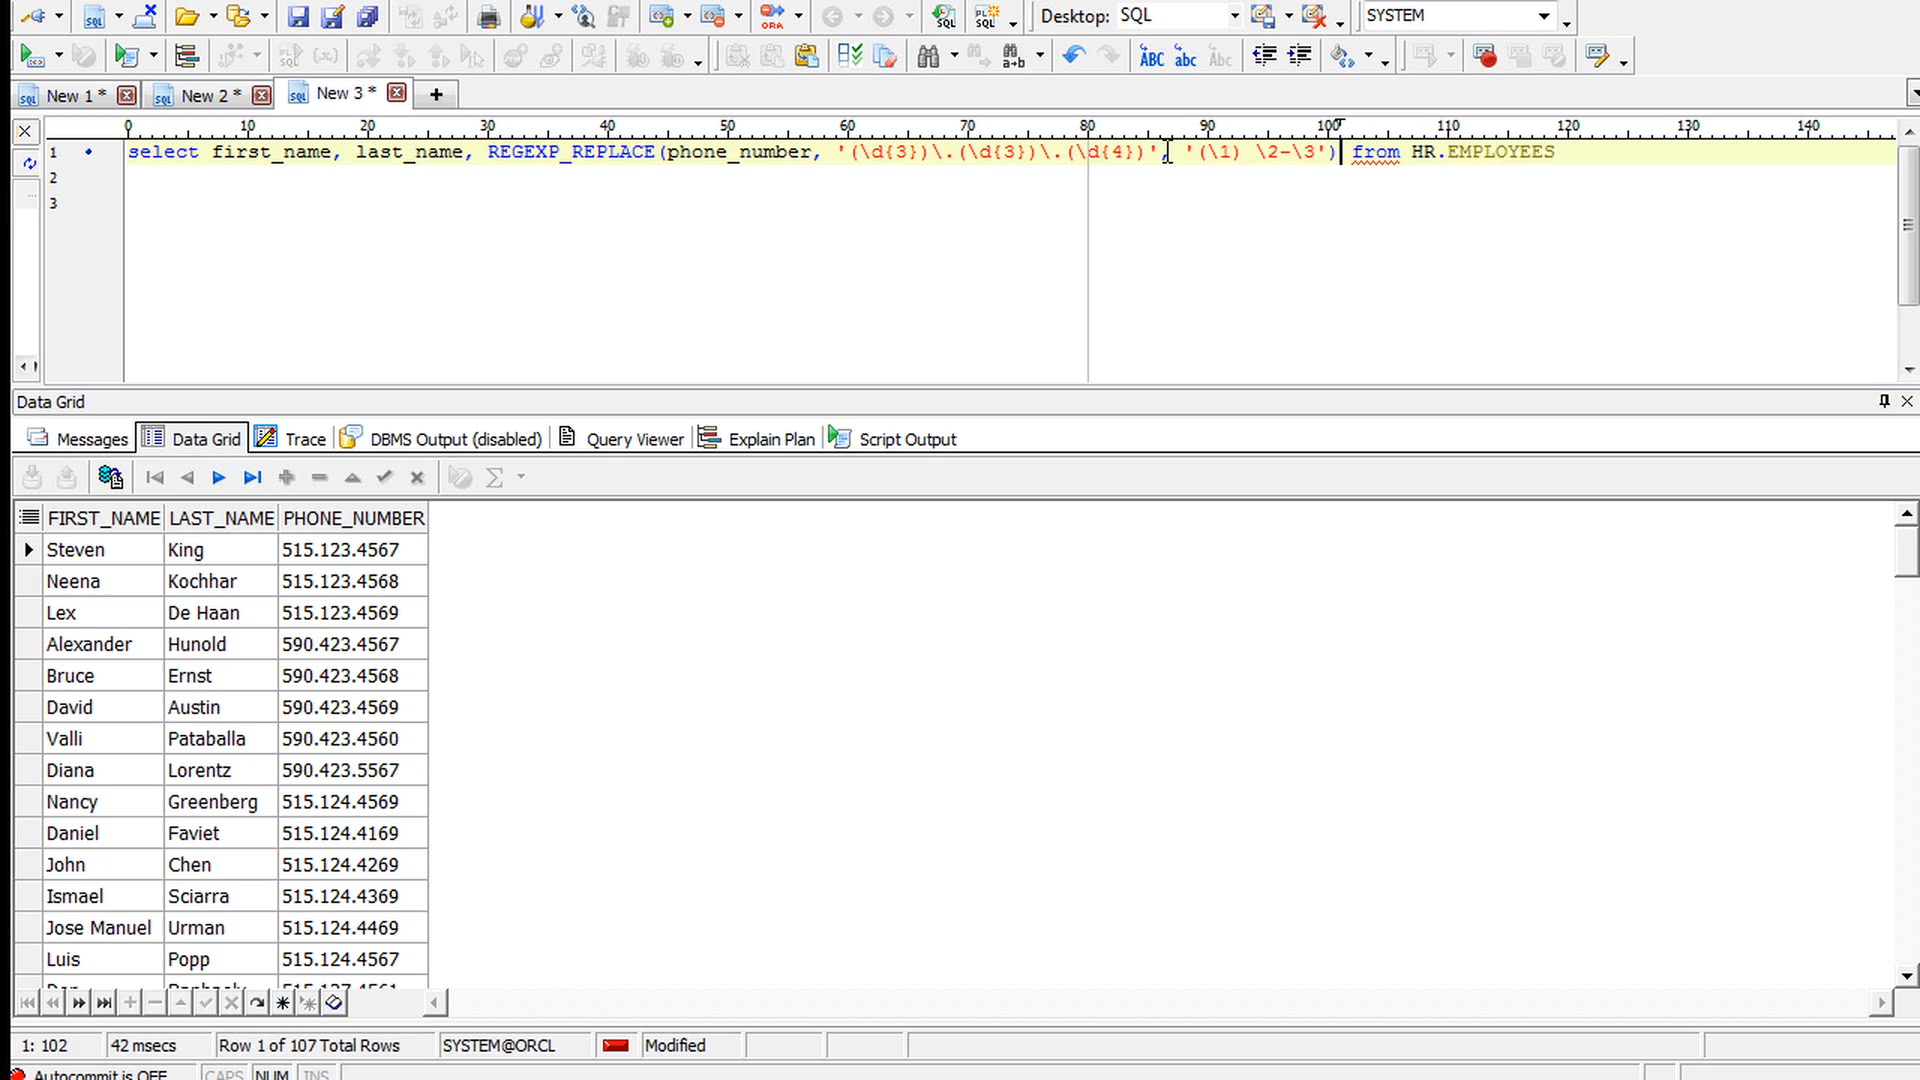 Desktop: SQL SYSTEM
New 1 * New 2 * New 3 *
0 10 20 30 40 50 60 70 80 90 100 110 120 130 140
1 select first_name, last_name, REGEXP_REPLACE(phone_number, '(\d{3})\.(\d{3})\.(\d{4})', '(\1) \2-\3') from HR.EMPLOYEES
2
3
Data Grid
Messages Data Grid Trace DBMS Output (disabled) Query Viewer Explain Plan Script Output
FIRST_NAME LAST_NAME PHONE_NUMBER
Steven King 515.123.4567
Neena Kochhar 515.123.4568
Lex De Haan 515.123.4569
Alexander Hunold 590.423.4567
Bruce Ernst 590.423.4568
David Austin 590.423.4569
Valli Pataballa 590.423.4560
Diana Lorentz 590.423.5567
Nancy Greenberg 515.124.4569
Daniel Faviet 515.124.4169
John Chen 515.124.4269
Ismael Sciarra 515.124.4369
Jose Manuel Urman 515.124.4469
Luis Popp 515.124.4567
1: 102 42 msecs Row 1 of 107 Total Rows SYSTEM@ORCL Modified
Autocommit is OFF CAPS NUM INS